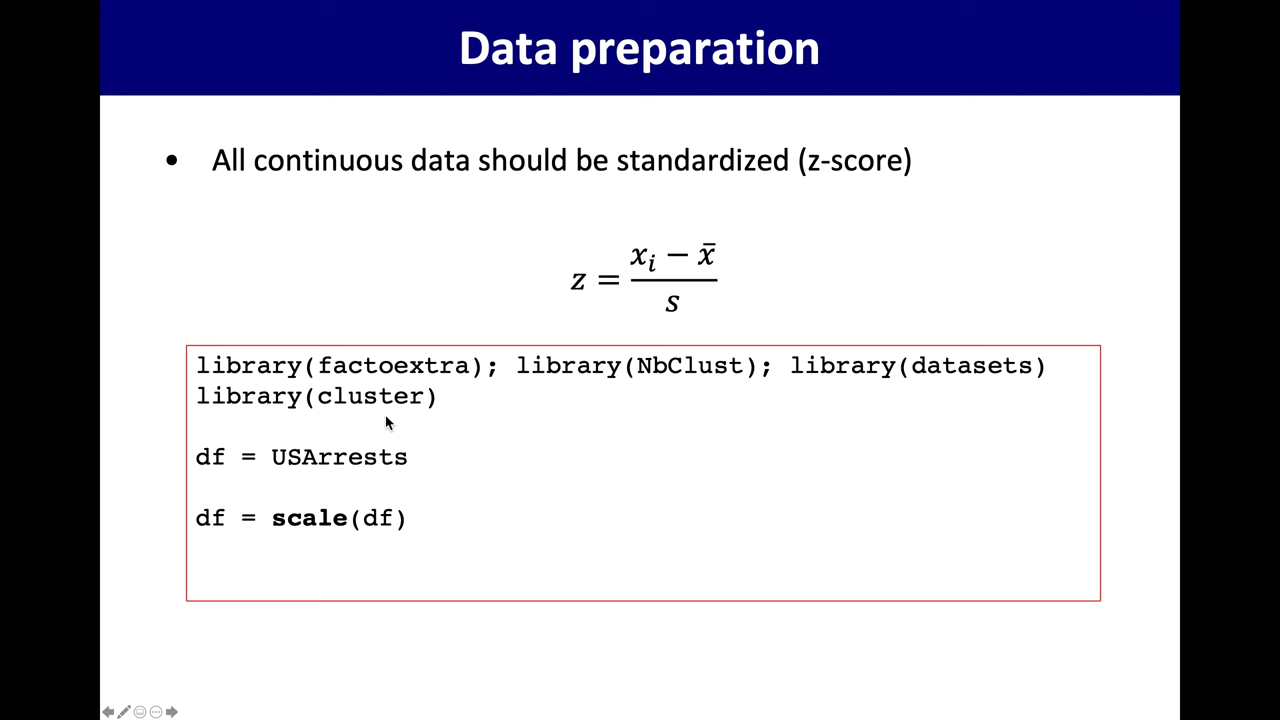 Data preparation
• All continuous data should be standardized (z-score)
z = (xᵢ − x̄) / s
library(factoextra); library(NbClust); library(datasets)
library(cluster)
df = USArrests
df = scale(df)